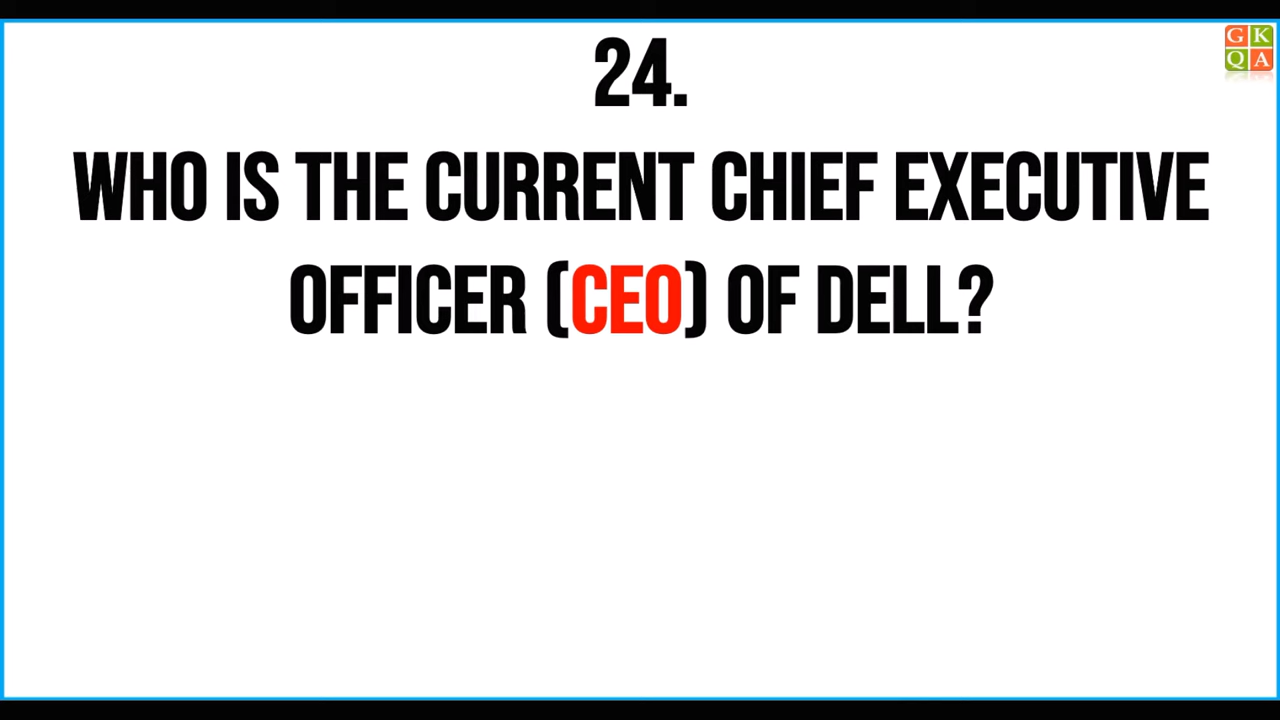 24.
WHO IS THE CURRENT CHIEF EXECUTIVE
OFFICER (CEO) OF DELL?
G K
Q A